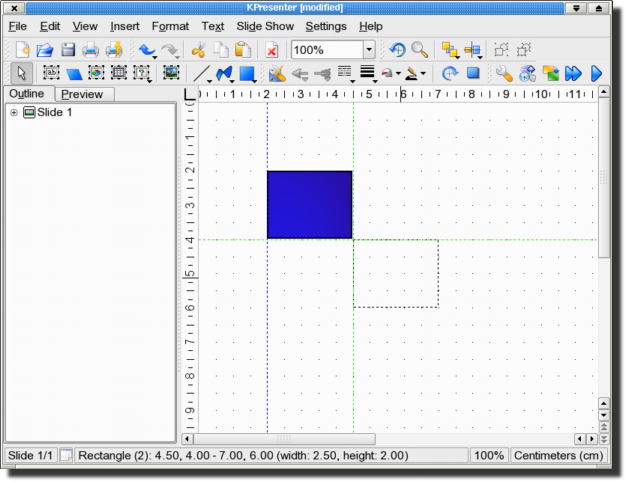 KPresenter [modified]
File Edit View Insert Format Text Slide Show Settings Help
100%
Outline Preview
1 2 3 4 5 6 7 8 9 10 11
Slide 1
2
3
4
5
6
7
8
9
Slide 1/1 Rectangle (2): 4.50, 4.00 - 7.00, 6.00 (width: 2.50, height: 2.00) 100% Centimeters (cm)